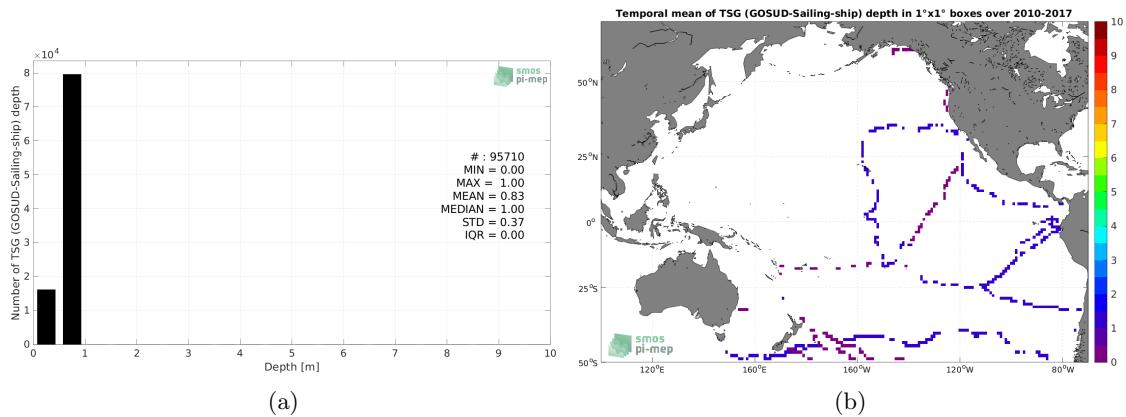 ×10⁴
8
7
6
5
4
3
2
1
0
Number of TSG (GOSUD-Sailing-ship) depth
smos
pi-mep
# : 95710
MIN = 0.00
MAX = 1.00
MEAN = 0.83
MEDIAN = 1.00
STD = 0.37
IQR = 0.00
0 1 2 3 4 5 6 7 8 9 10
Depth [m]
(a)
Temporal mean of TSG (GOSUD-Sailing-ship) depth in 1°x1° boxes over 2010-2017
50°N
25°N
0°
25°S
50°S
smos
pi-mep
120°E 160°E 160°W 120°W 80°W
10
9
8
7
6
5
4
3
2
1
0
(b)